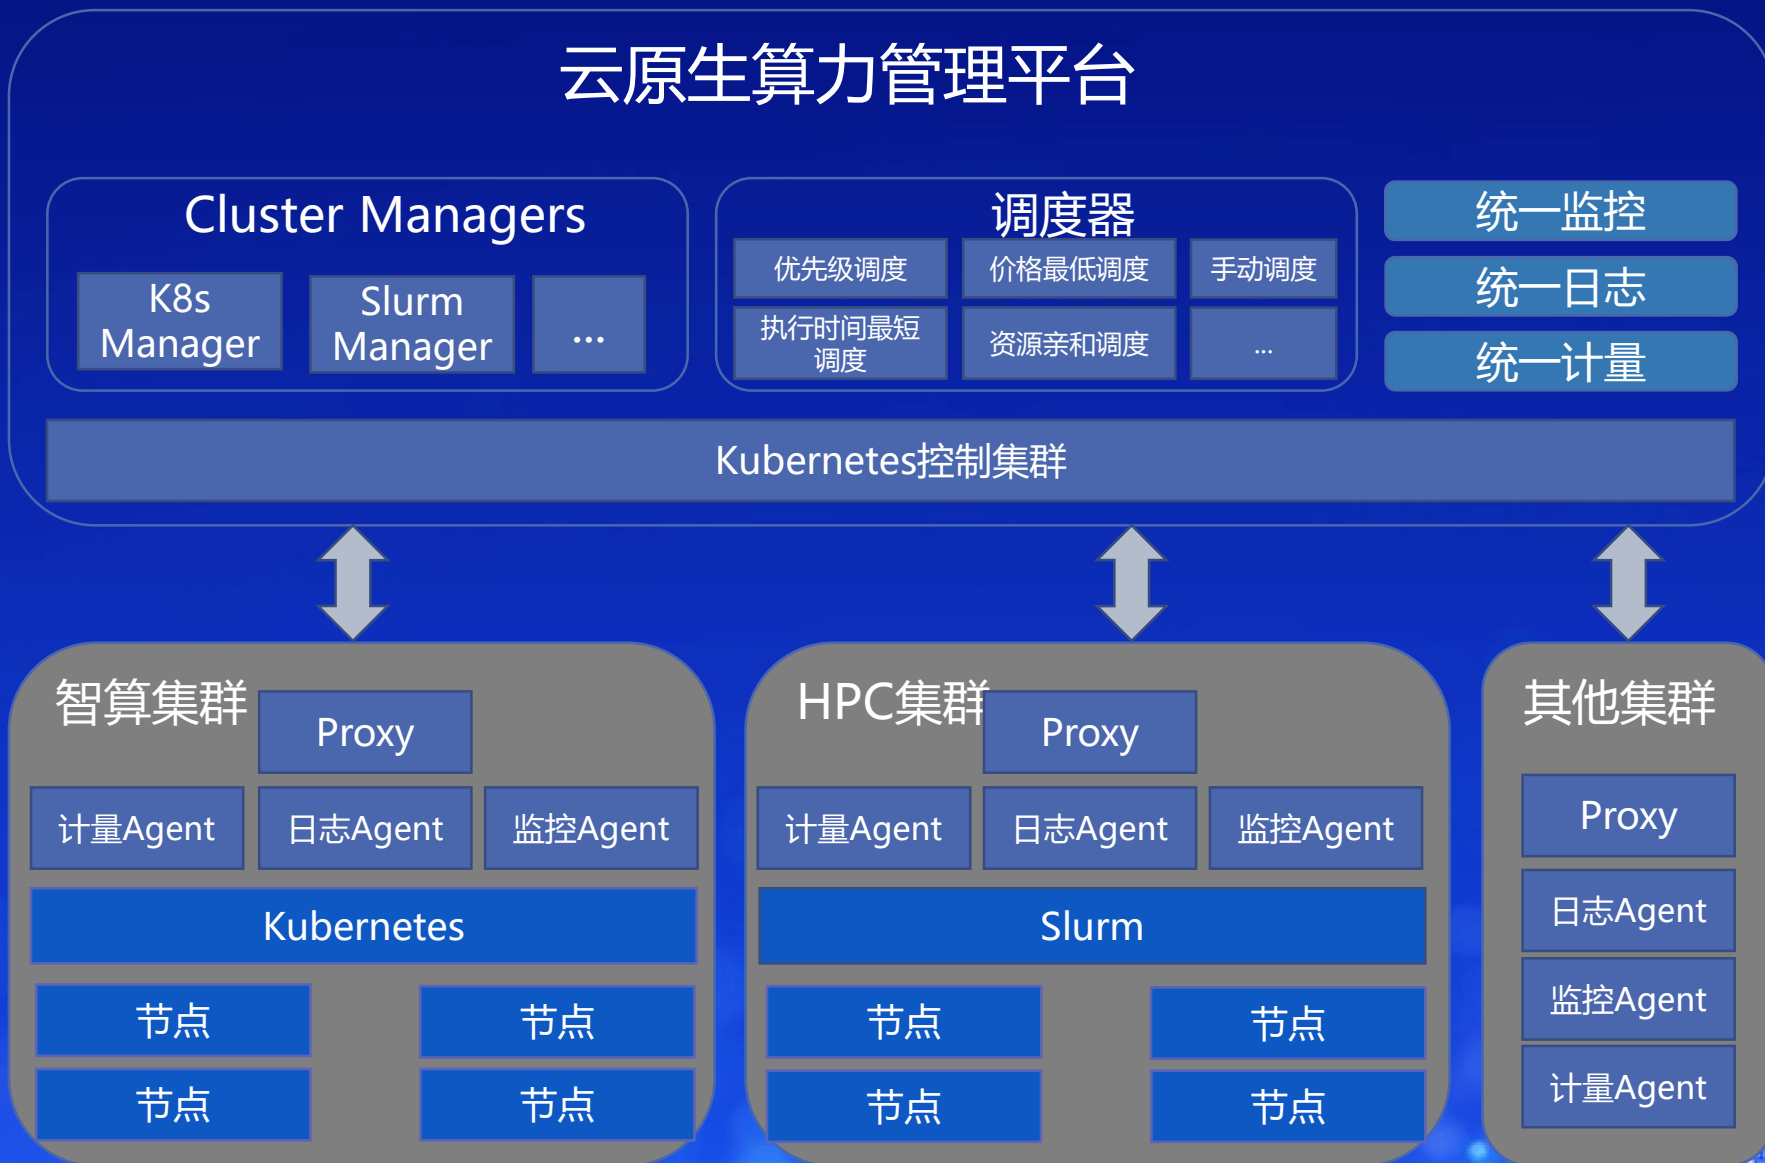 云原生算力管理平台
Cluster Managers
K8s
Manager
Slurm
Manager
...
调度器
优先级调度
价格最低调度
手动调度
执行时间最短
调度
资源亲和调度
...
统一监控
统一日志
统一计量
Kubernetes控制集群
智算集群
Proxy
计量Agent
日志Agent
监控Agent
Kubernetes
节点
节点
节点
节点
HPC集群
Proxy
计量Agent
日志Agent
监控Agent
Slurm
节点
节点
节点
节点
其他集群
Proxy
日志Agent
监控Agent
计量Agent